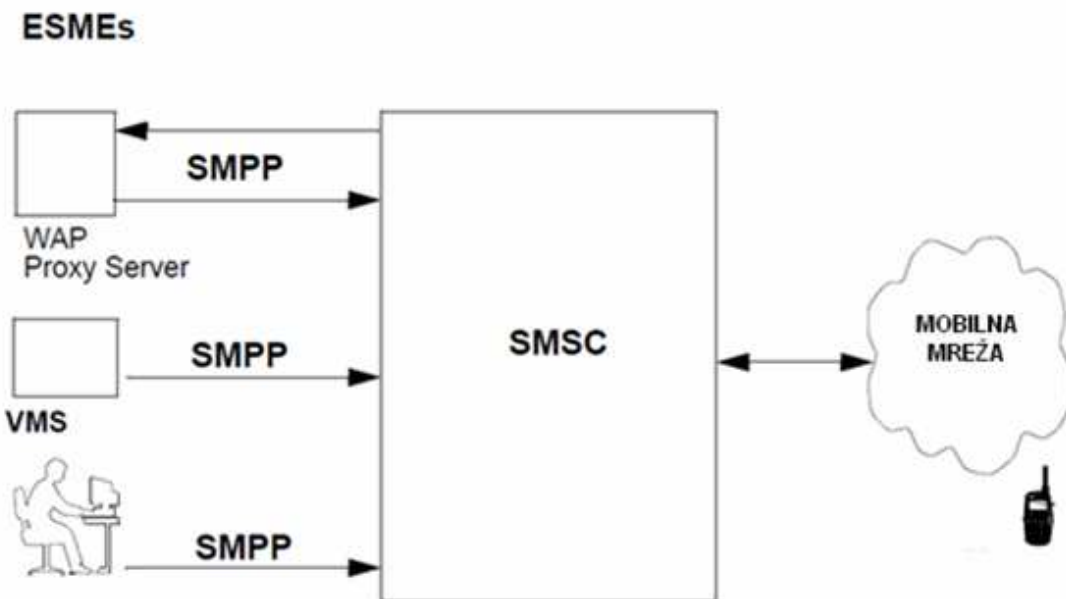 ESMEs
SMPP
WAP
Proxy Server
SMPP
VMS
SMPP
SMSC
MOBILNA
MREŽA